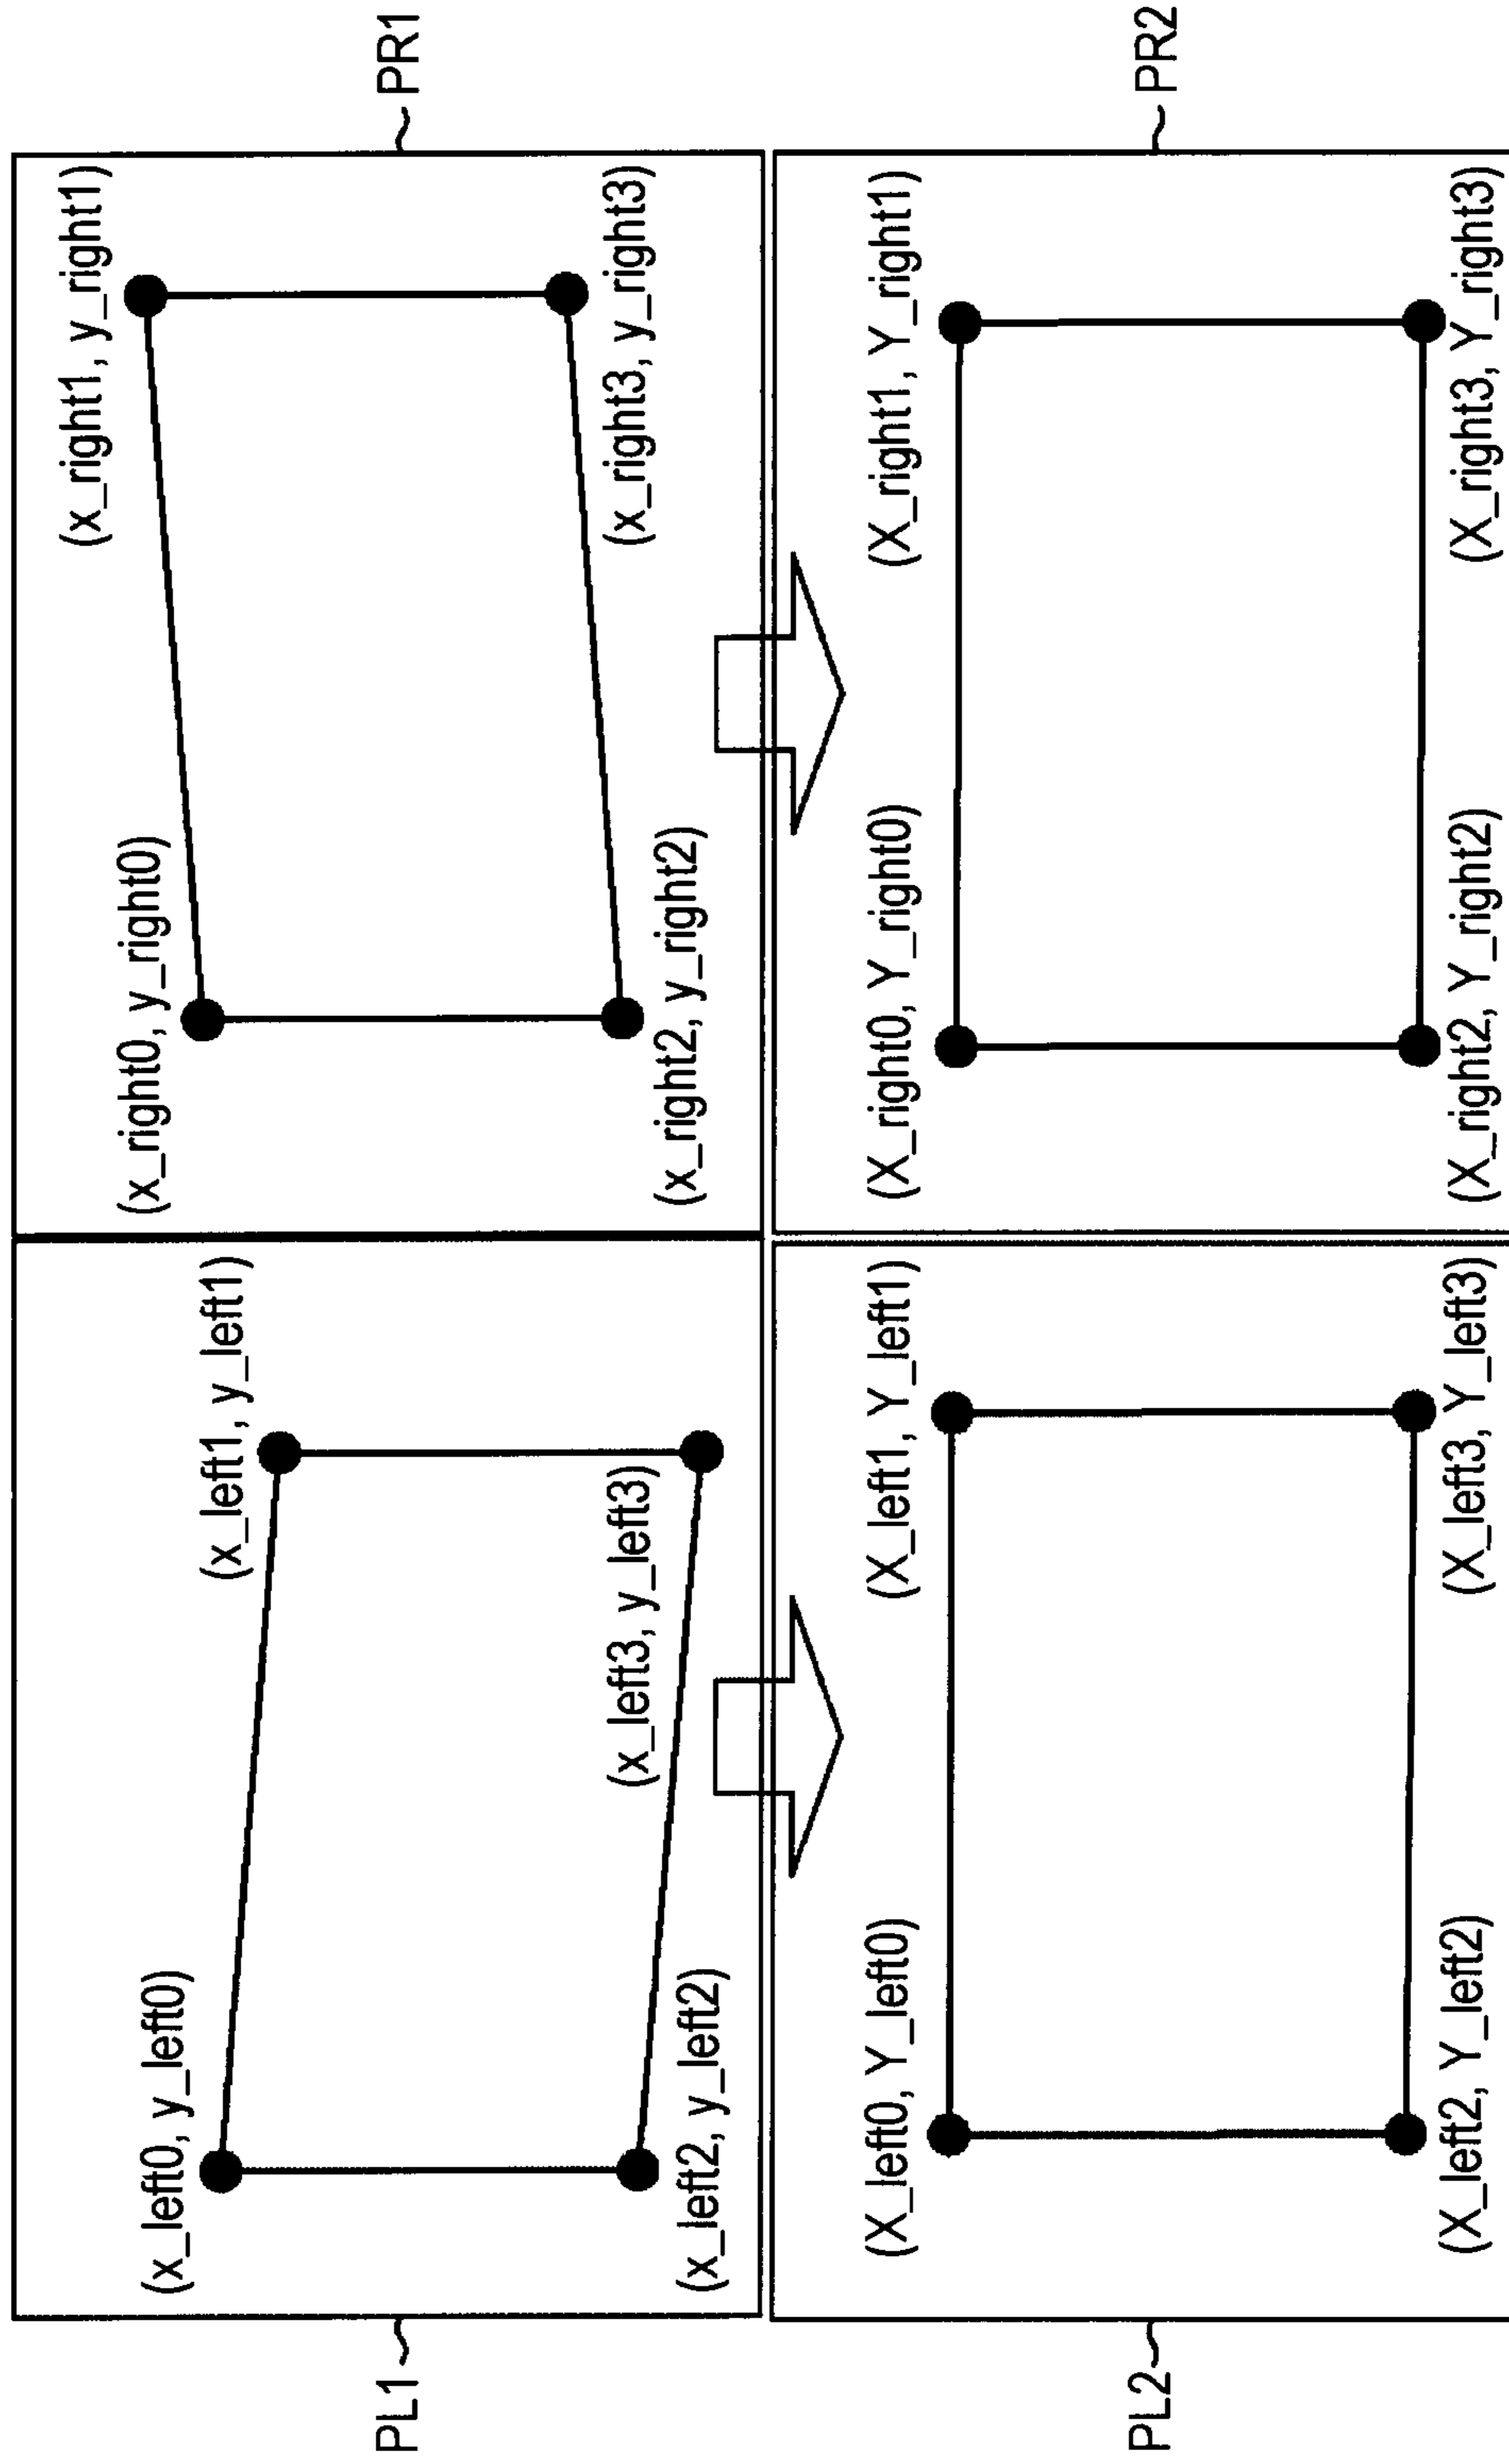 PL1
(x_left0, y_left0)
(x_left1, y_left1)
(x_left2, y_left2)
(x_left3, y_left3)
(x_right0, y_right0)
(x_right1, y_right1)
(x_right2, y_right2)
(x_right3, y_right3)
PR1
PL2
(X_left0, Y_left0)
(X_left1, Y_left1)
(X_left2, Y_left2)
(X_left3, Y_left3)
(X_right0, Y_right0)
(X_right1, Y_right1)
(X_right2, Y_right2)
(X_right3, Y_right3)
PR2